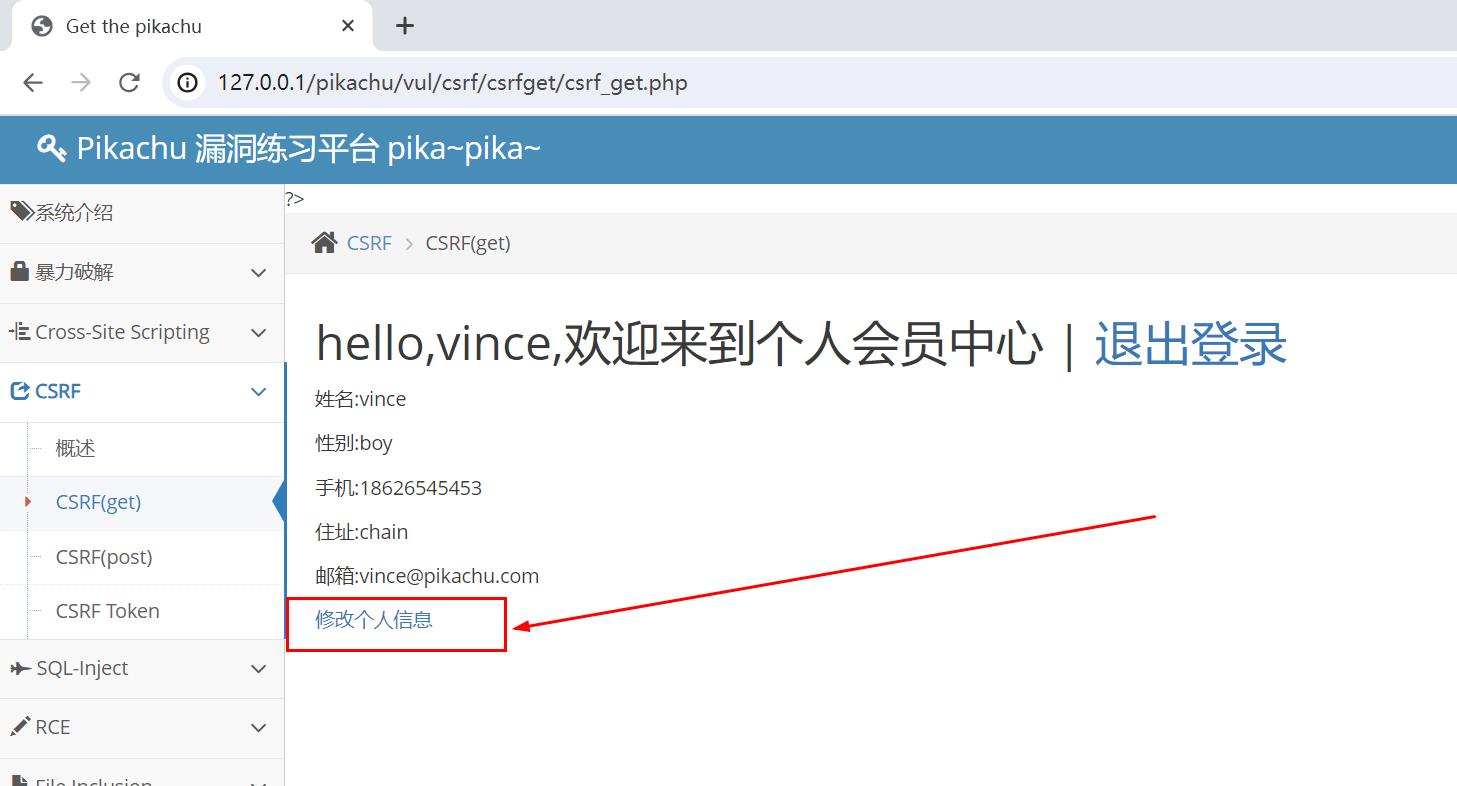 Get the pikachu
127.0.0.1/pikachu/vul/csrf/csrfget/csrf_get.php
Pikachu 漏洞练习平台 pika~pika~
系统介绍
暴力破解
Cross-Site Scripting
CSRF
概述
CSRF(get)
CSRF(post)
CSRF Token
SQL-Inject
RCE
File Inclusion
?>
CSRF > CSRF(get)
hello,vince,欢迎来到个人会员中心 | 退出登录
姓名:vince
性别:boy
手机:18626545453
住址:chain
邮箱:vince@pikachu.com
修改个人信息